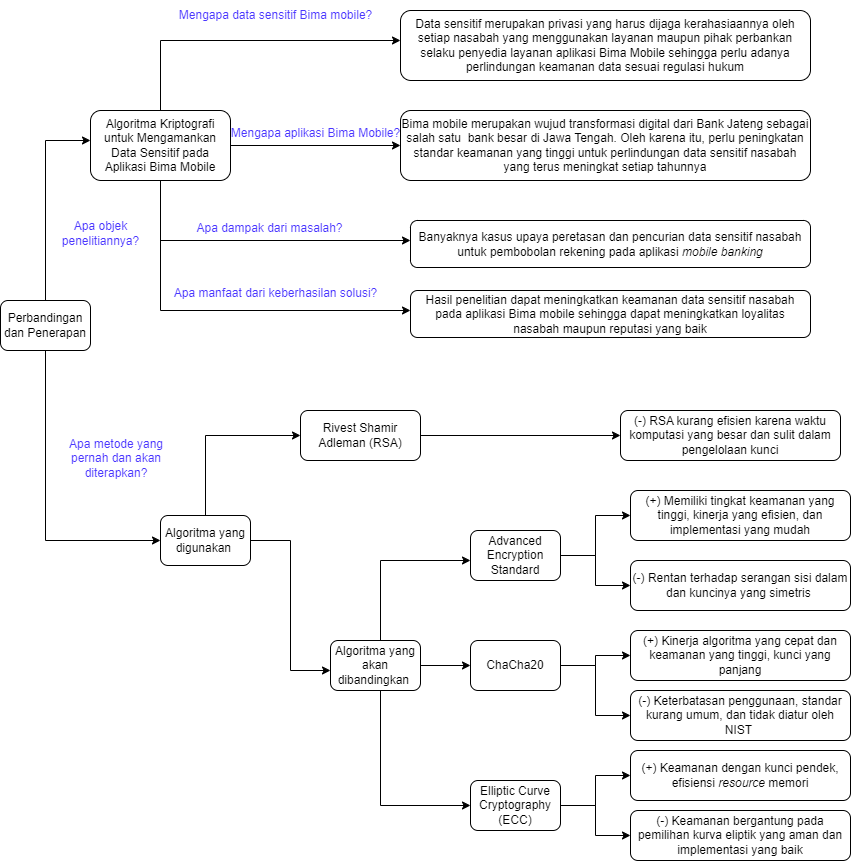 Mengapa data sensitif Bima mobile?
Data sensitif merupakan privasi yang harus dijaga kerahasiaannya oleh
setiap nasabah yang menggunakan layanan maupun pihak perbankan
selaku penyedia layanan aplikasi Bima Mobile sehingga perlu adanya
perlindungan keamanan data sesuai regulasi hukum
Algoritma Kriptografi
untuk Mengamankan
Data Sensitif pada
Aplikasi Bima Mobile
Mengapa aplikasi Bima Mobile?
Bima mobile merupakan wujud transformasi digital dari Bank Jateng sebagai
salah satu bank besar di Jawa Tengah. Oleh karena itu, perlu peningkatan
standar keamanan yang tinggi untuk perlindungan data sensitif nasabah
yang terus meningkat setiap tahunnya
Apa objek
penelitiannya?
Apa dampak dari masalah?
Banyaknya kasus upaya peretasan dan pencurian data sensitif nasabah
untuk pembobolan rekening pada aplikasi mobile banking
Apa manfaat dari keberhasilan solusi?
Hasil penelitian dapat meningkatkan keamanan data sensitif nasabah
pada aplikasi Bima mobile sehingga dapat meningkatkan loyalitas
nasabah maupun reputasi yang baik
Perbandingan
dan Penerapan
Apa metode yang
pernah dan akan
diterapkan?
Rivest Shamir
Adleman (RSA)
(-) RSA kurang efisien karena waktu
komputasi yang besar dan sulit dalam
pengelolaan kunci
Algoritma yang
digunakan
Advanced
Encryption
Standard
(+) Memiliki tingkat keamanan yang
tinggi, kinerja yang efisien, dan
implementasi yang mudah
(-) Rentan terhadap serangan sisi dalam
dan kuncinya yang simetris
Algoritma yang
akan
dibandingkan
ChaCha20
(+) Kinerja algoritma yang cepat dan
keamanan yang tinggi, kunci yang
panjang
(-) Keterbatasan penggunaan, standar
kurang umum, dan tidak diatur oleh
NIST
Elliptic Curve
Cryptography
(ECC)
(+) Keamanan dengan kunci pendek,
efisiensi resource memori
(-) Keamanan bergantung pada
pemilihan kurva eliptik yang aman dan
implementasi yang baik